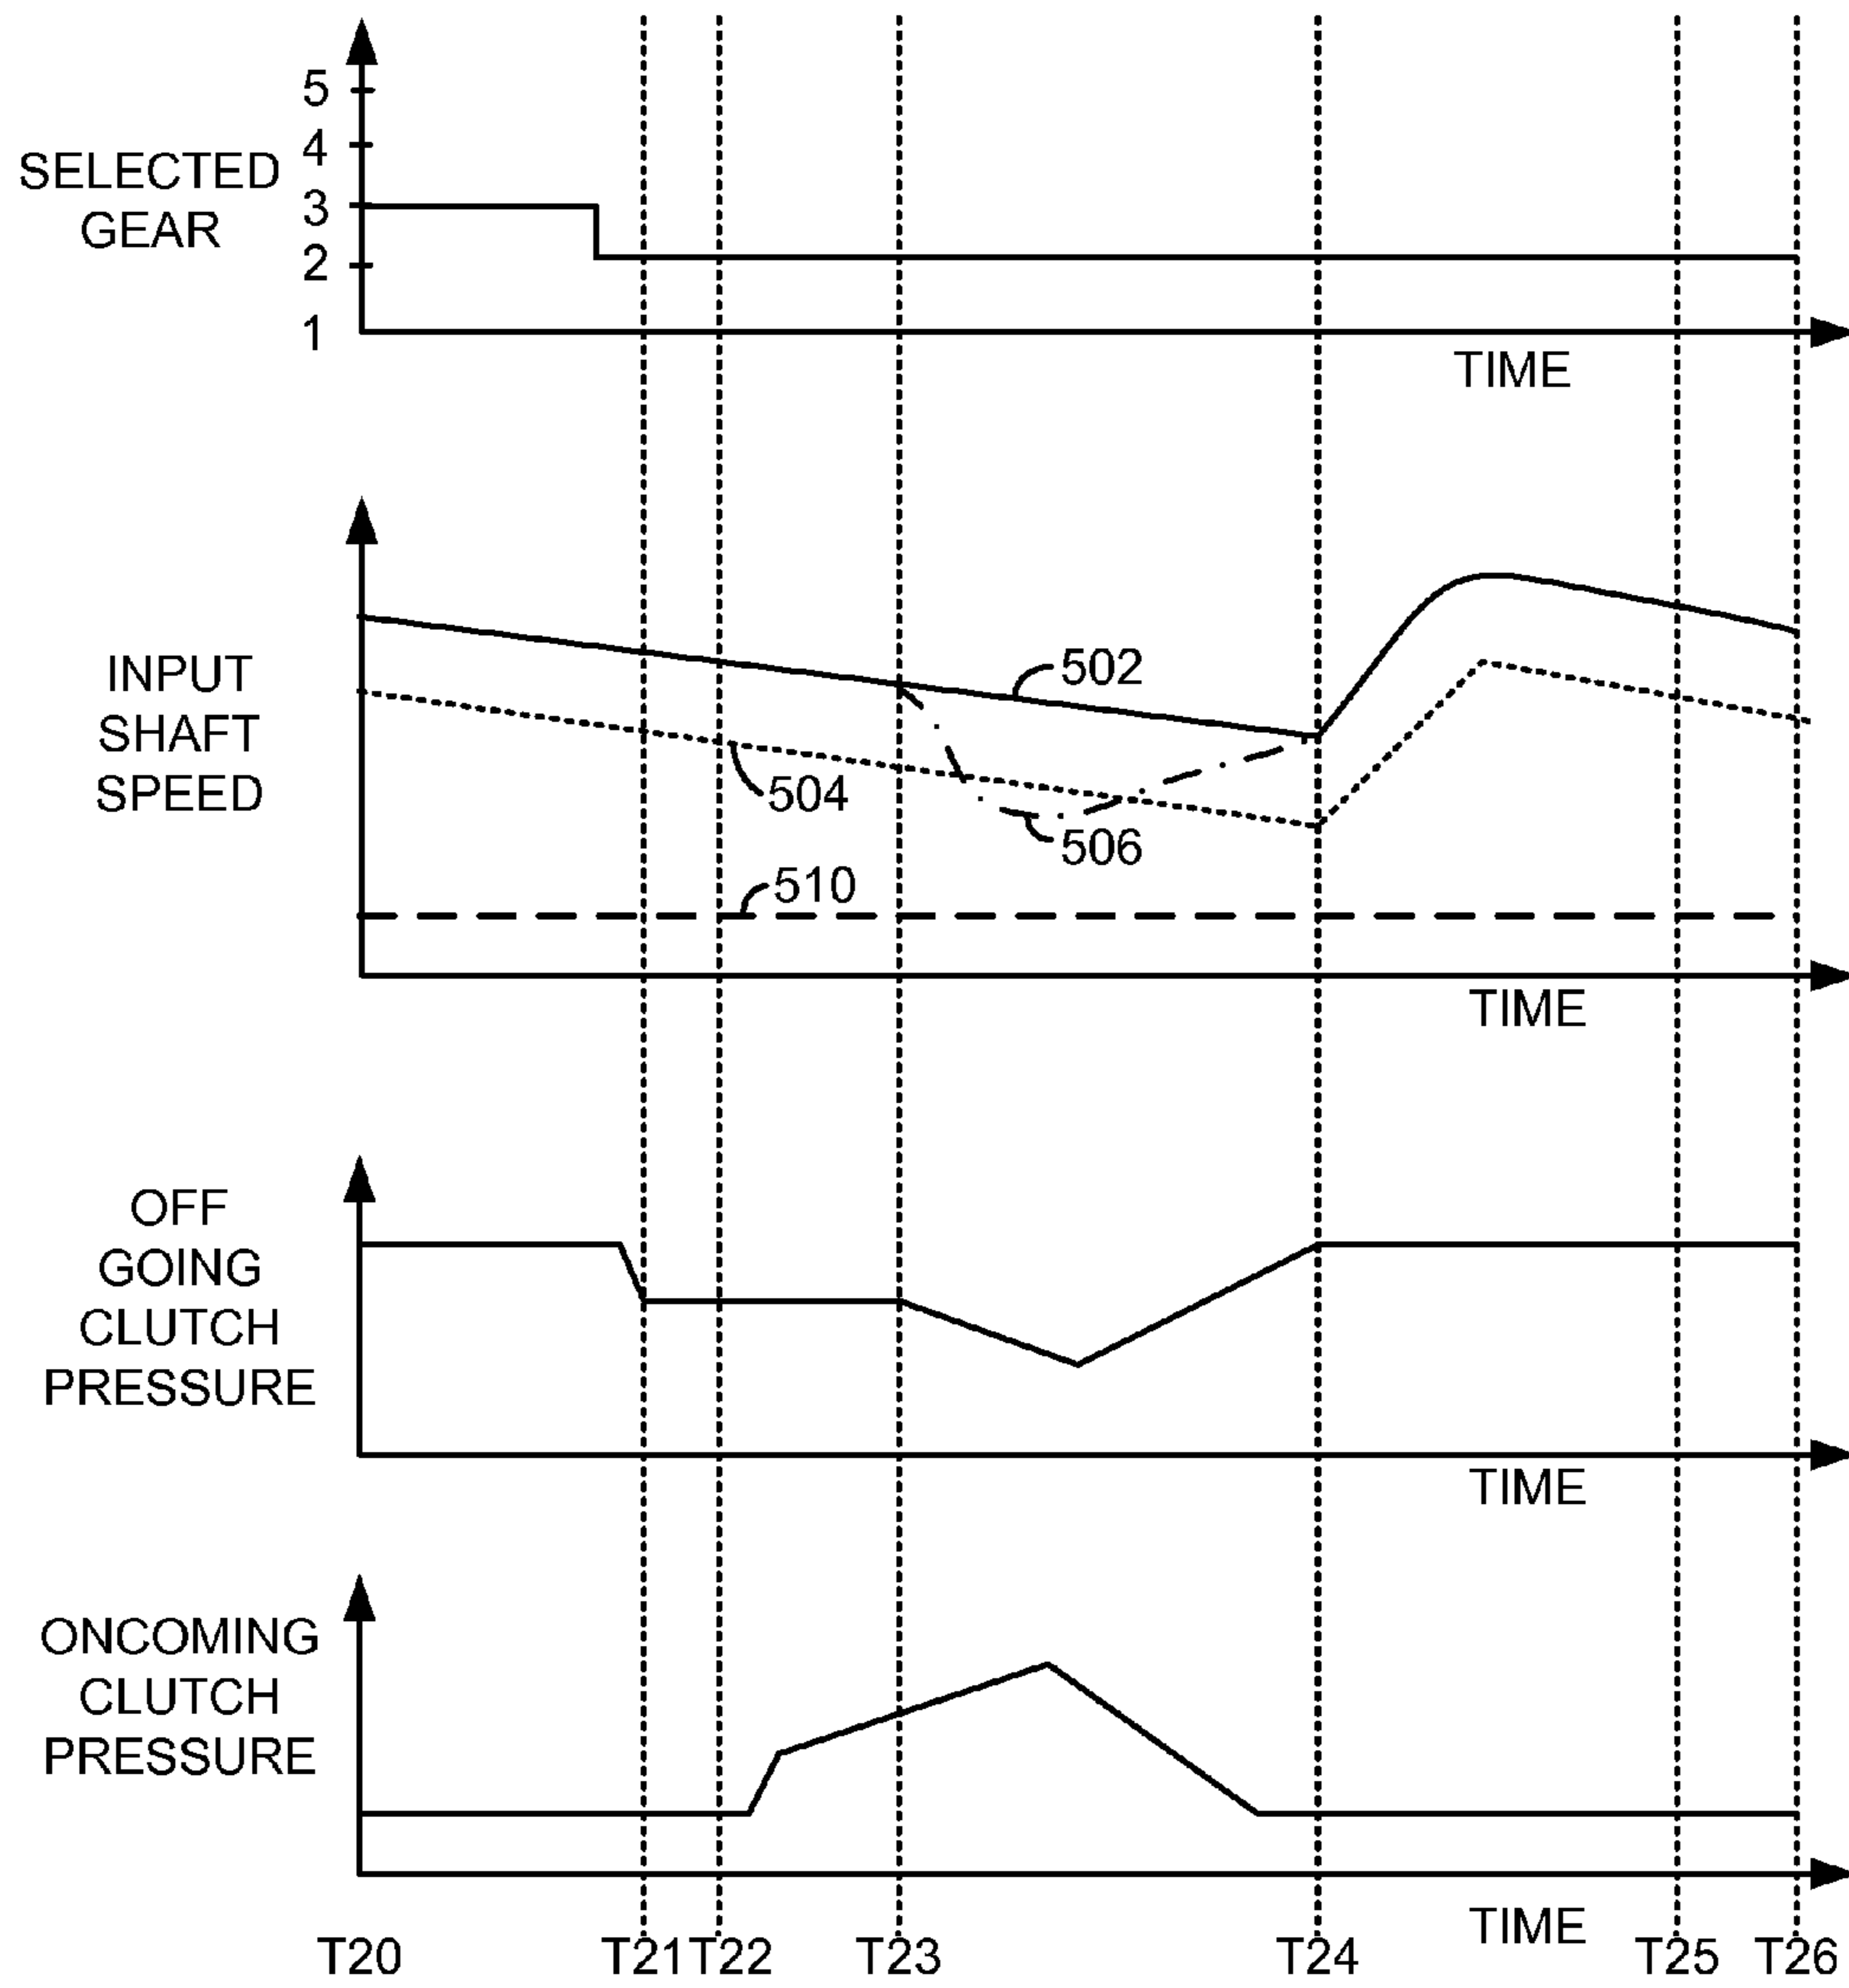 5
4
3
2
1
SELECTED
GEAR
TIME
INPUT
SHAFT
SPEED
502
504
506
510
TIME
OFF
GOING
CLUTCH
PRESSURE
TIME
ONCOMING
CLUTCH
PRESSURE
TIME
T20 T21 T22 T23 T24 T25 T26